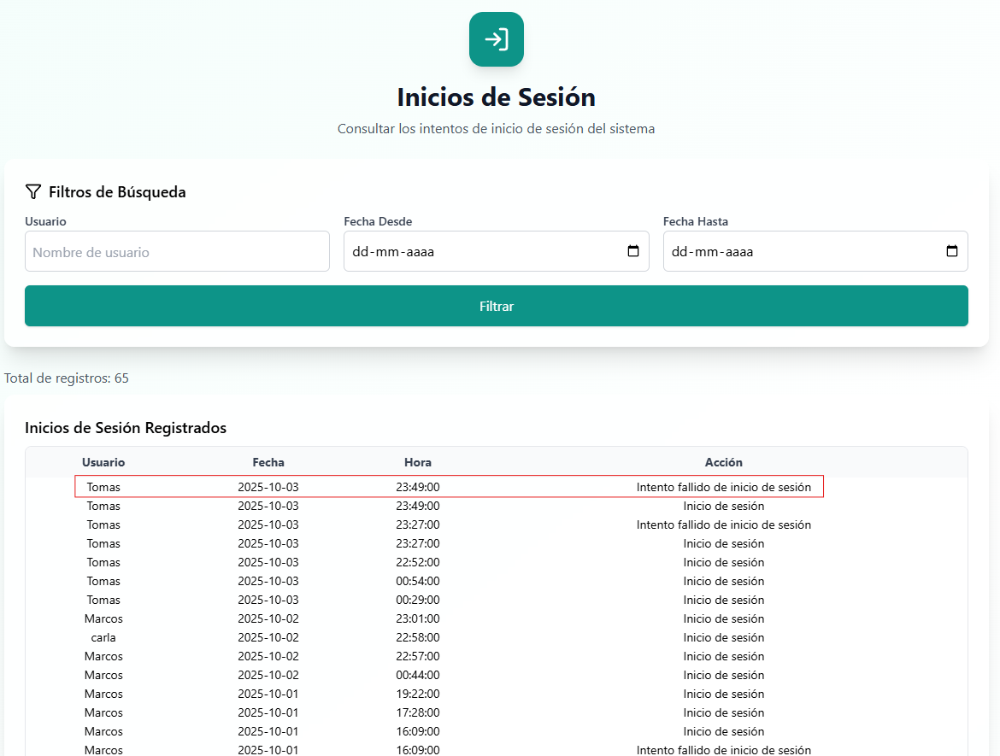 Inicios de Sesión
Consultar los intentos de inicio de sesión del sistema
Filtros de Búsqueda
Usuario Fecha Desde Fecha Hasta
Nombre de usuario dd-mm-aaaa dd-mm-aaaa
Filtrar
Total de registros: 65
Inicios de Sesión Registrados
Usuario Fecha Hora Acción
Tomas 2025-10-03 23:49:00 Intento fallido de inicio de sesión
Tomas 2025-10-03 23:49:00 Inicio de sesión
Tomas 2025-10-03 23:27:00 Intento fallido de inicio de sesión
Tomas 2025-10-03 23:27:00 Inicio de sesión
Tomas 2025-10-03 22:52:00 Inicio de sesión
Tomas 2025-10-03 00:54:00 Inicio de sesión
Tomas 2025-10-03 00:29:00 Inicio de sesión
Marcos 2025-10-02 23:01:00 Inicio de sesión
carla 2025-10-02 22:58:00 Inicio de sesión
Marcos 2025-10-02 22:57:00 Inicio de sesión
Marcos 2025-10-02 00:44:00 Inicio de sesión
Marcos 2025-10-01 19:22:00 Inicio de sesión
Marcos 2025-10-01 17:28:00 Inicio de sesión
Marcos 2025-10-01 16:09:00 Inicio de sesión
Marcos 2025-10-01 16:09:00 Intento fallido de inicio de sesión